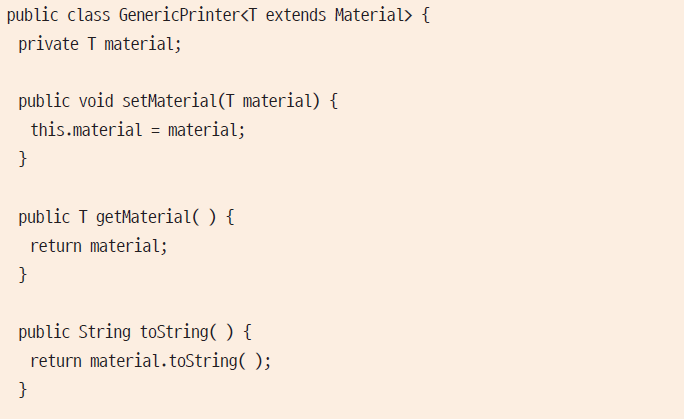 public class GenericPrinter<T extends Material> {
private T material;
public void setMaterial(T material) {
this.material = material;
}
public T getMaterial( ) {
return material;
}
public String toString( ) {
return material.toString( );
}